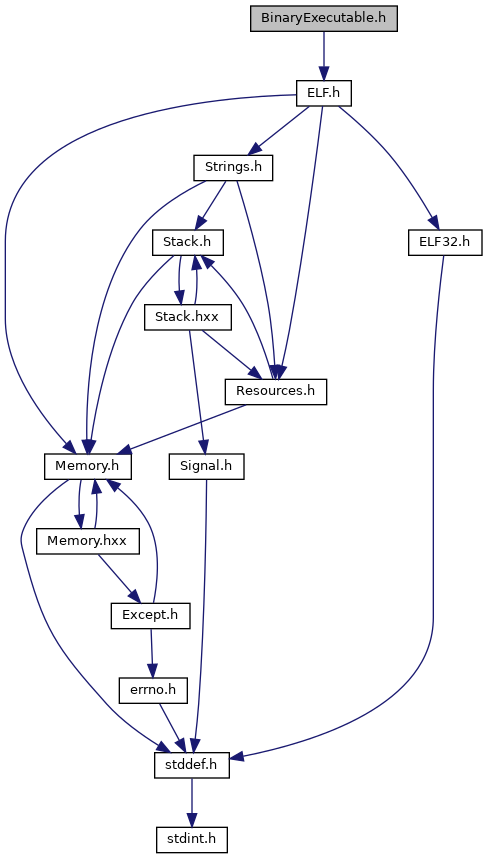 BinaryExecutable.h
ELF.h
Strings.h
Stack.h
ELF32.h
Stack.hxx
Resources.h
Memory.h
Signal.h
Memory.hxx
Except.h
errno.h
stddef.h
stdint.h